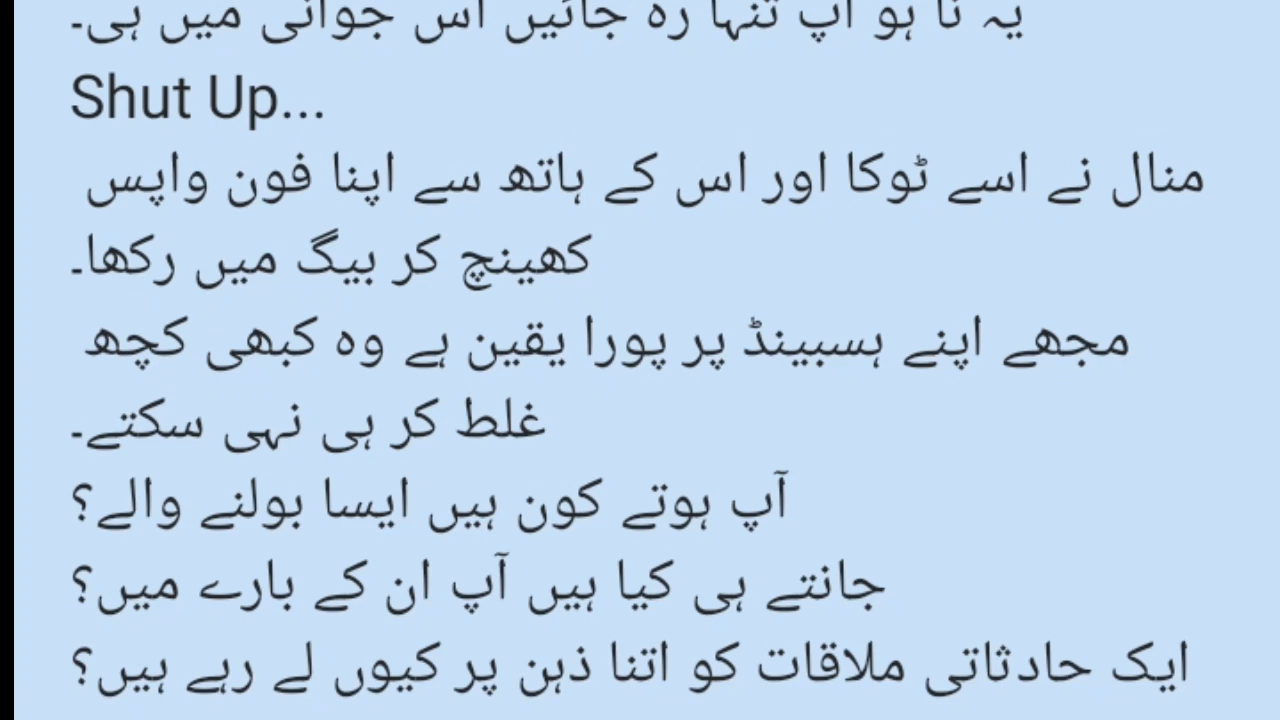 یہ نا ہو آپ تنہا رہ جائیں اس جوانی میں ہی۔
Shut Up...
منال نے اسے ٹوکا اور اس کے ہاتھ سے اپنا فون واپس
کھینچ کر بیگ میں رکھا۔
مجھے اپنے ہسبینڈ پر پورا یقین ہے وہ کبھی کچھ
غلط کر ہی نہی سکتے۔
آپ ہوتے کون ہیں ایسا بولنے والے؟
جانتے ہی کیا ہیں آپ ان کے بارے میں؟
ایک حادثاتی ملاقات کو اتنا ذہن پر کیوں لے رہے ہیں؟